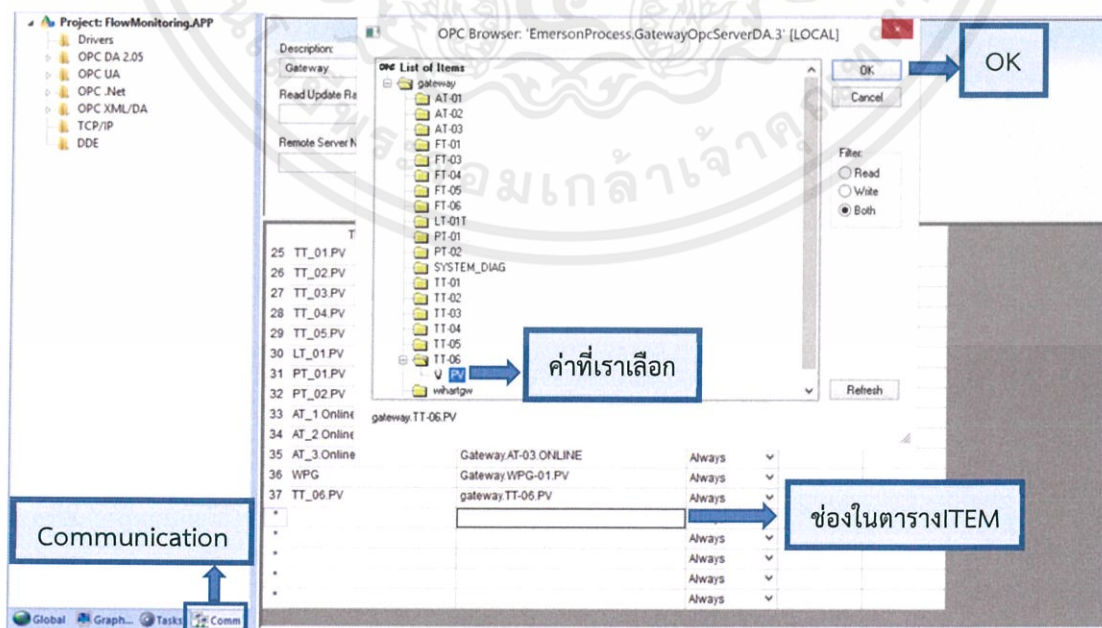 Project: FlowMonitoring.APP
Drivers
OPC DA 2.05
OPC UA
OPC .Net
OPC XML/DA
TCP/IP
DDE
Description:
Gateway
Read Update Ra
Remote Server N
OPC Browser: 'EmersonProcess.GatewayOpcServerDA.3' [LOCAL]
OPC List of Items
gateway
AT-01
AT-02
AT-03
FT-01
FT-03
FT-04
FT-05
FT-06
LT-01T
PT-01
PT-02
SYSTEM_DIAG
TT-01
TT-02
TT-03
TT-04
TT-05
TT-06
PV
wihartgw
OK
Cancel
Filter:
Read
Write
Both
Refresh
gateway.TT-06.PV
OK
ค่าที่เราเลือก
T
25 TT_01.PV
26 TT_02.PV
27 TT_03.PV
28 TT_04.PV
29 TT_05.PV
30 LT_01.PV
31 PT_01.PV
32 PT_02.PV
33 AT_1.Online
34 AT_2.Online
35 AT_3.Online Gateway.AT-03.ONLINE Always
36 WPG Gateway.WPG-01.PV Always
37 TT_06.PV gateway.TT-06.PV Always
*
* Always
* Always
* Always
* Always
ช่องในตารางITEM
Communication
Global Graph... Tasks Comm